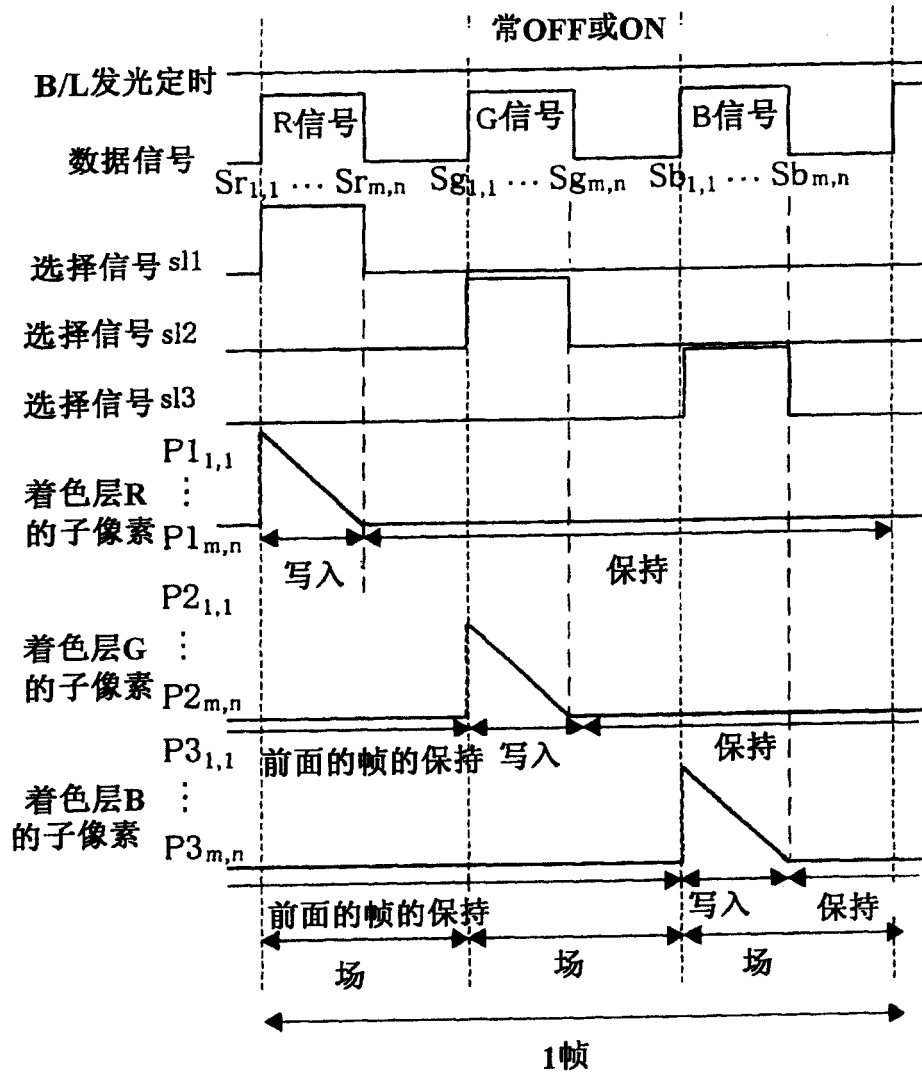 常OFF或ON
B/L发光定时
R信号 G信号 B信号
数据信号
Sr1,1 ··· Srm,n Sg1,1 ··· Sgm,n Sb1,1 ··· Sbm,n
选择信号 sl1
选择信号 sl2
选择信号 sl3
P11,1
着色层R ⋮
的子像素 P1m,n
写入 保持
P21,1
着色层G ⋮
的子像素 P2m,n
前面的帧的保持 写入 保持
P31,1
着色层B ⋮
的子像素 P3m,n
前面的帧的保持 写入 保持
场 场 场
1帧